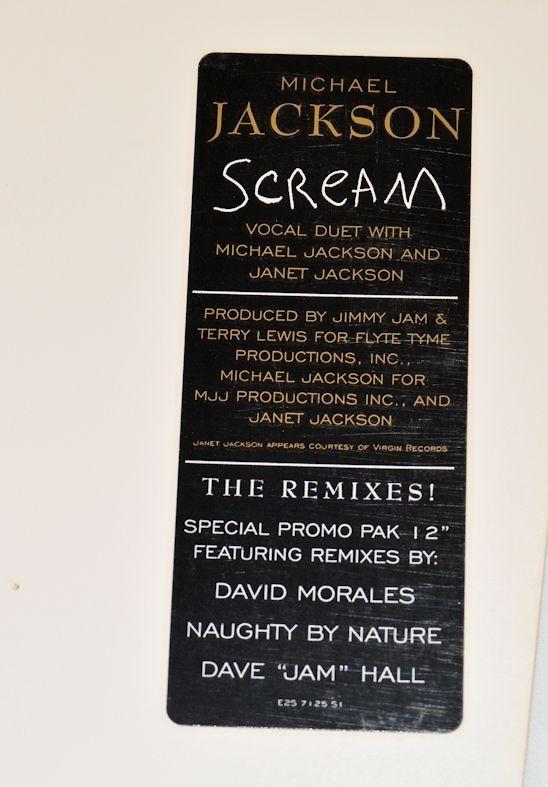 MICHAEL
JACKSON
SCREAM
VOCAL DUET WITH
MICHAEL JACKSON AND
JANET JACKSON
PRODUCED BY JIMMY JAM &
TERRY LEWIS FOR FLYTE TYME
PRODUCTIONS, INC.,
MICHAEL JACKSON FOR
MJJ PRODUCTIONS INC., AND
JANET JACKSON
JANET JACKSON APPEARS COURTESY OF VIRGIN RECORDS
THE REMIXES!
SPECIAL PROMO PAK 12"
FEATURING REMIXES BY:
DAVID MORALES
NAUGHTY BY NATURE
DAVE "JAM" HALL
E2S 7125 S1